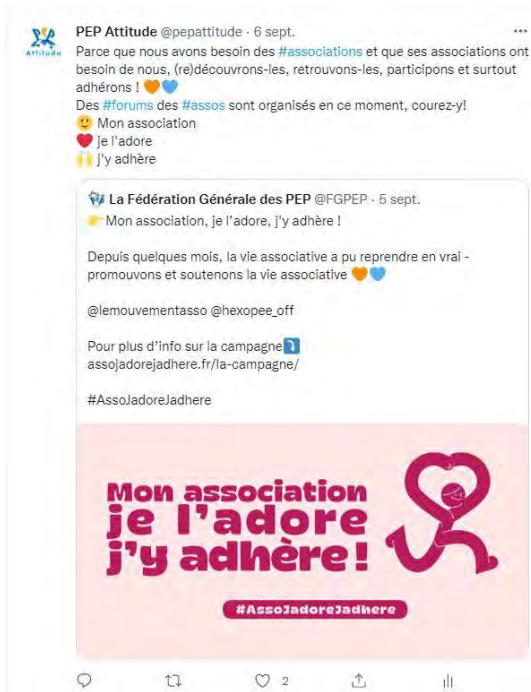 PEP Attitude @pepattitude · 6 sept.
Attitude
Parce que nous avons besoin des #associations et que ses associations ont
besoin de nous, (re)découvrons-les, retrouvons-les, participons et surtout
adhérons ! 🧡💙
Des #forums des #assos sont organisés en ce moment, courez-y!
🙂 Mon association
❤️ je l'adore
🙌 j'y adhère
La Fédération Générale des PEP @FGPEP · 5 sept.
👉Mon association, je l'adore, j'y adhère !
Depuis quelques mois, la vie associative a pu reprendre en vrai -
promouvons et soutenons la vie associative 🧡💙
@lemouvementasso @hexopee_off
Pour plus d'info sur la campagne⤵️
assojadorejadhere.fr/la-campagne/
#AssoJadoreJadhere
Mon association
je l'adore
j'y adhère!
#AssoJadoreJadhere
2